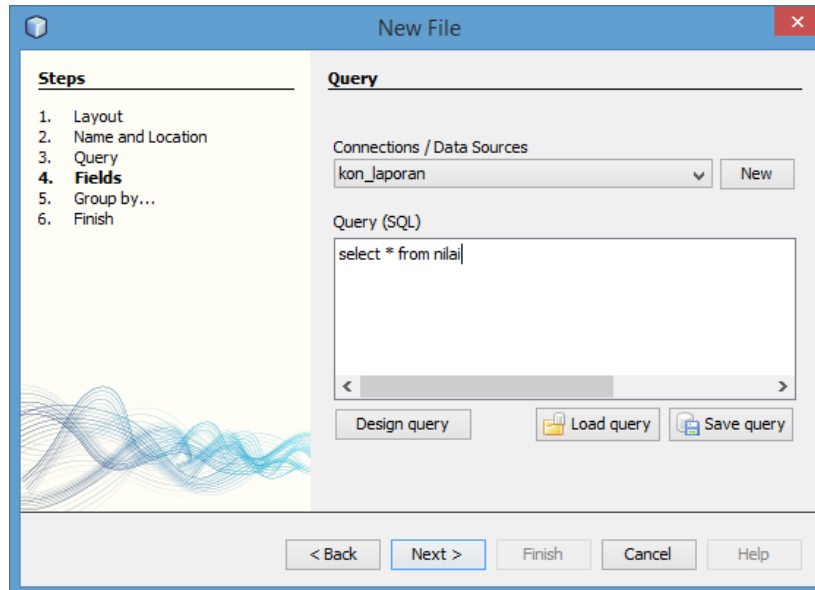 New File
Steps
1. Layout
2. Name and Location
3. Query
4. Fields
5. Group by...
6. Finish
Query
Connections / Data Sources
kon_laporan
New
Query (SQL)
select * from nilai
Design query
Load query
Save query
< Back
Next >
Finish
Cancel
Help